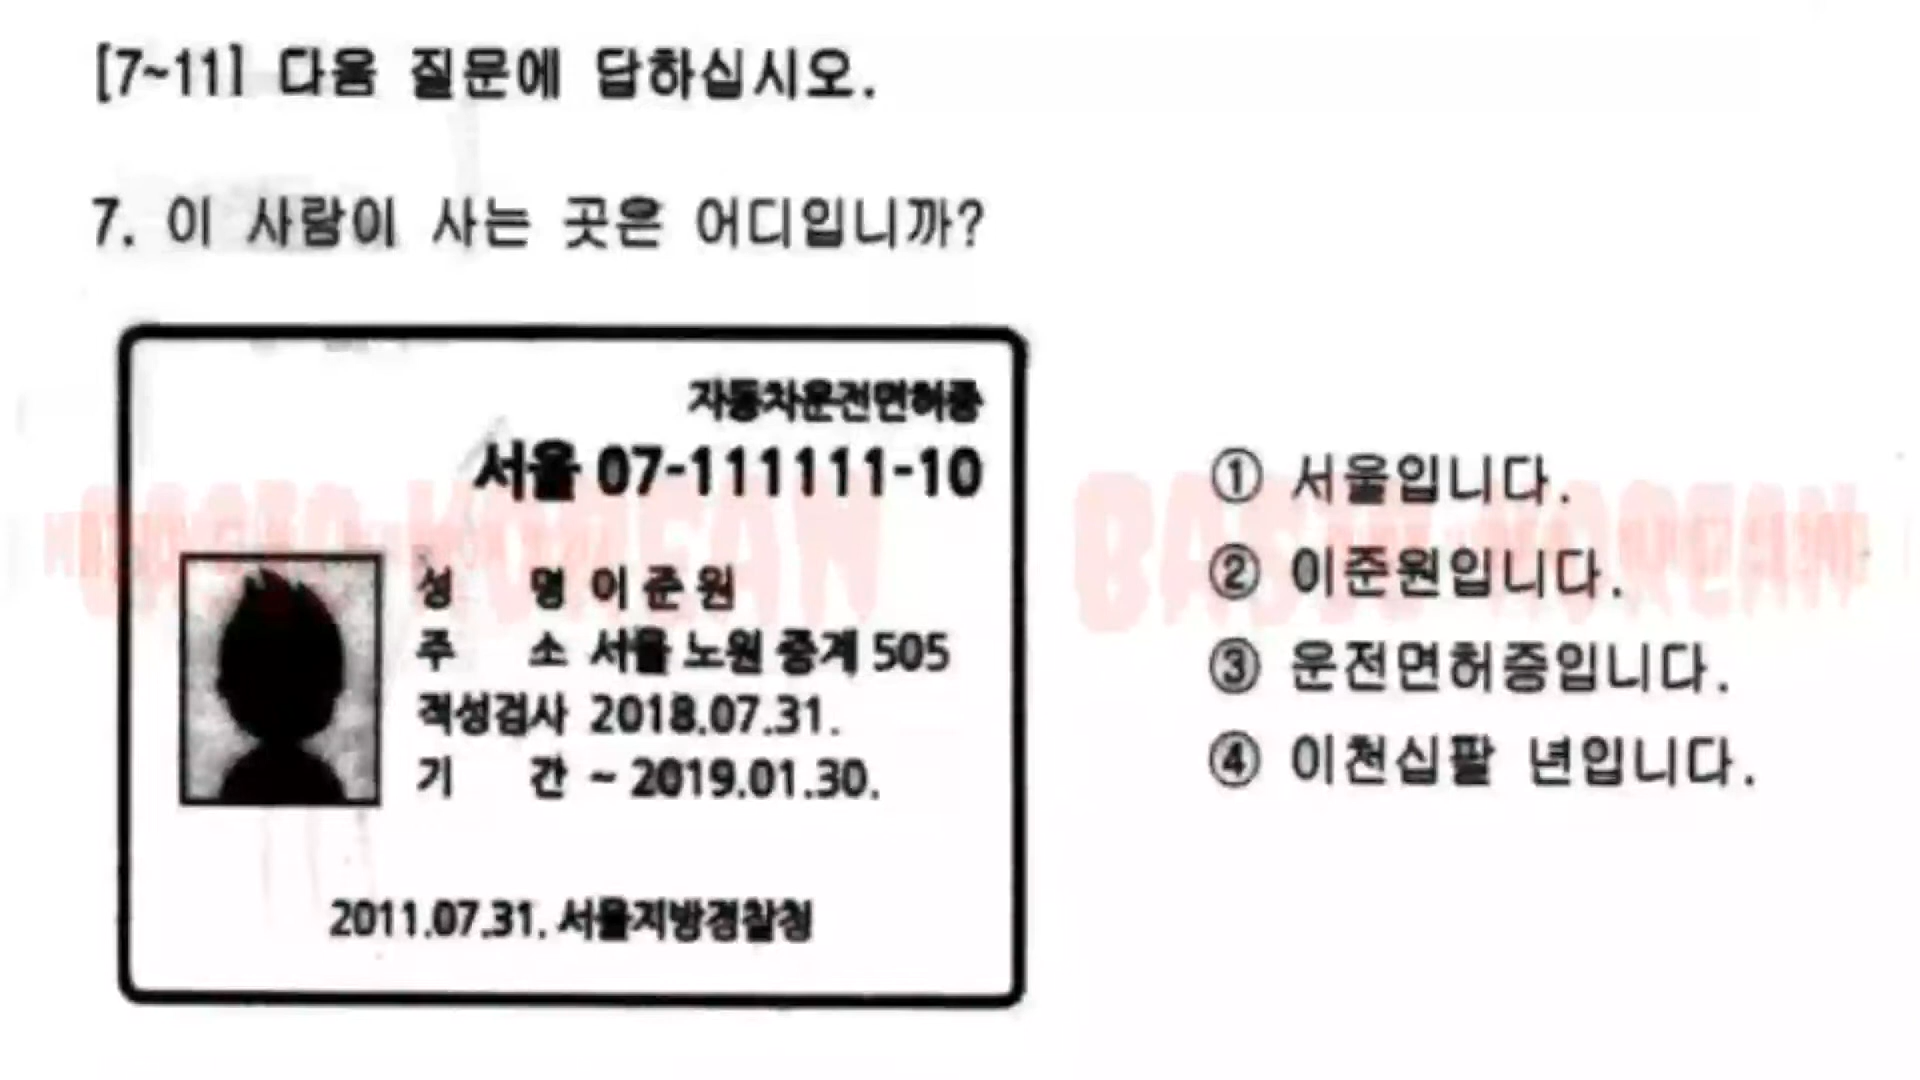 [7~11] 다음 질문에 답하십시오.
7. 이 사람이 사는 곳은 어디입니까?
자동차운전면허증
서울 07-111111-10
성 명 이준원
주 소 서울 노원 중계 505
적성검사 2018.07.31.
기 간 ~ 2019.01.30.
2011.07.31. 서울지방경찰청
① 서울입니다.
② 이준원입니다.
③ 운전면허증입니다.
④ 이천십팔 년입니다.